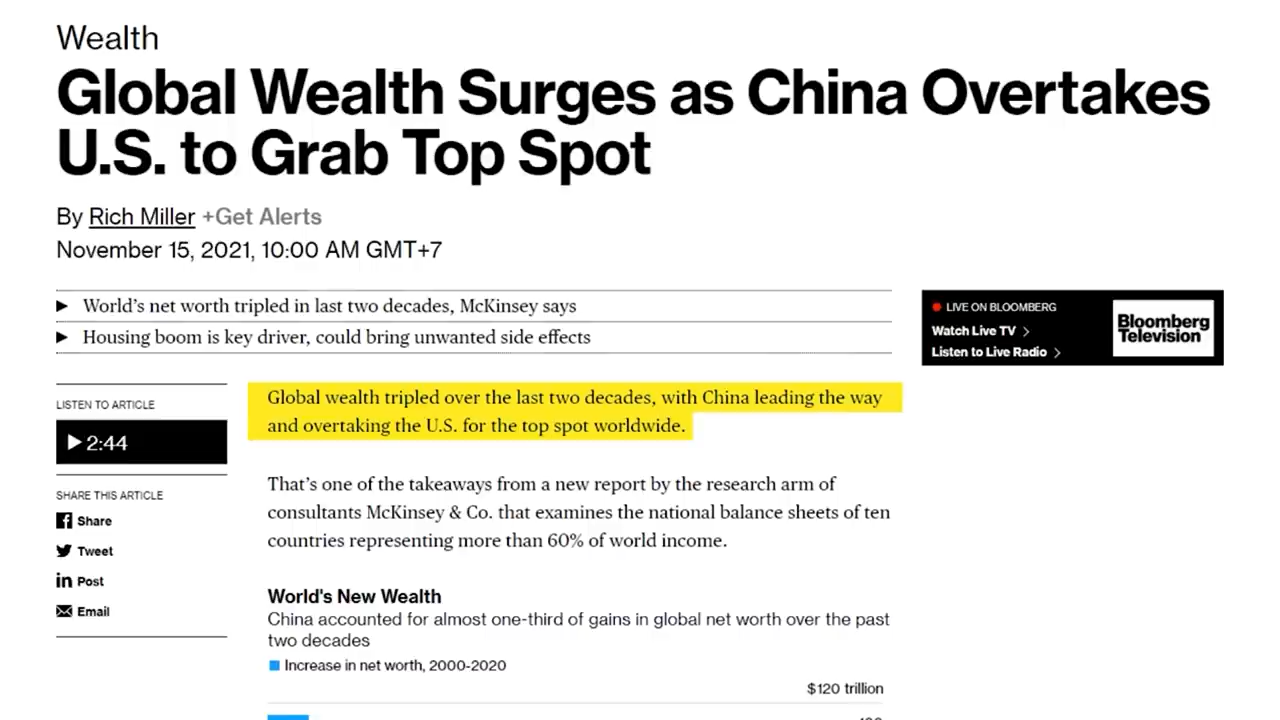 Wealth
Global Wealth Surges as China Overtakes
U.S. to Grab Top Spot
By Rich Miller +Get Alerts
November 15, 2021, 10:00 AM GMT+7
World's net worth tripled in last two decades, McKinsey says
Housing boom is key driver, could bring unwanted side effects
LIVE ON BLOOMBERG
Watch Live TV
Listen to Live Radio
Bloomberg
Television
LISTEN TO ARTICLE
2:44
SHARE THIS ARTICLE
Share
Tweet
in Post
Email
Global wealth tripled over the last two decades, with China leading the way
and overtaking the U.S. for the top spot worldwide.
That's one of the takeaways from a new report by the research arm of
consultants McKinsey & Co. that examines the national balance sheets of ten
countries representing more than 60% of world income.
World's New Wealth
China accounted for almost one-third of gains in global net worth over the past
two decades
Increase in net worth, 2000-2020
$120 trillion